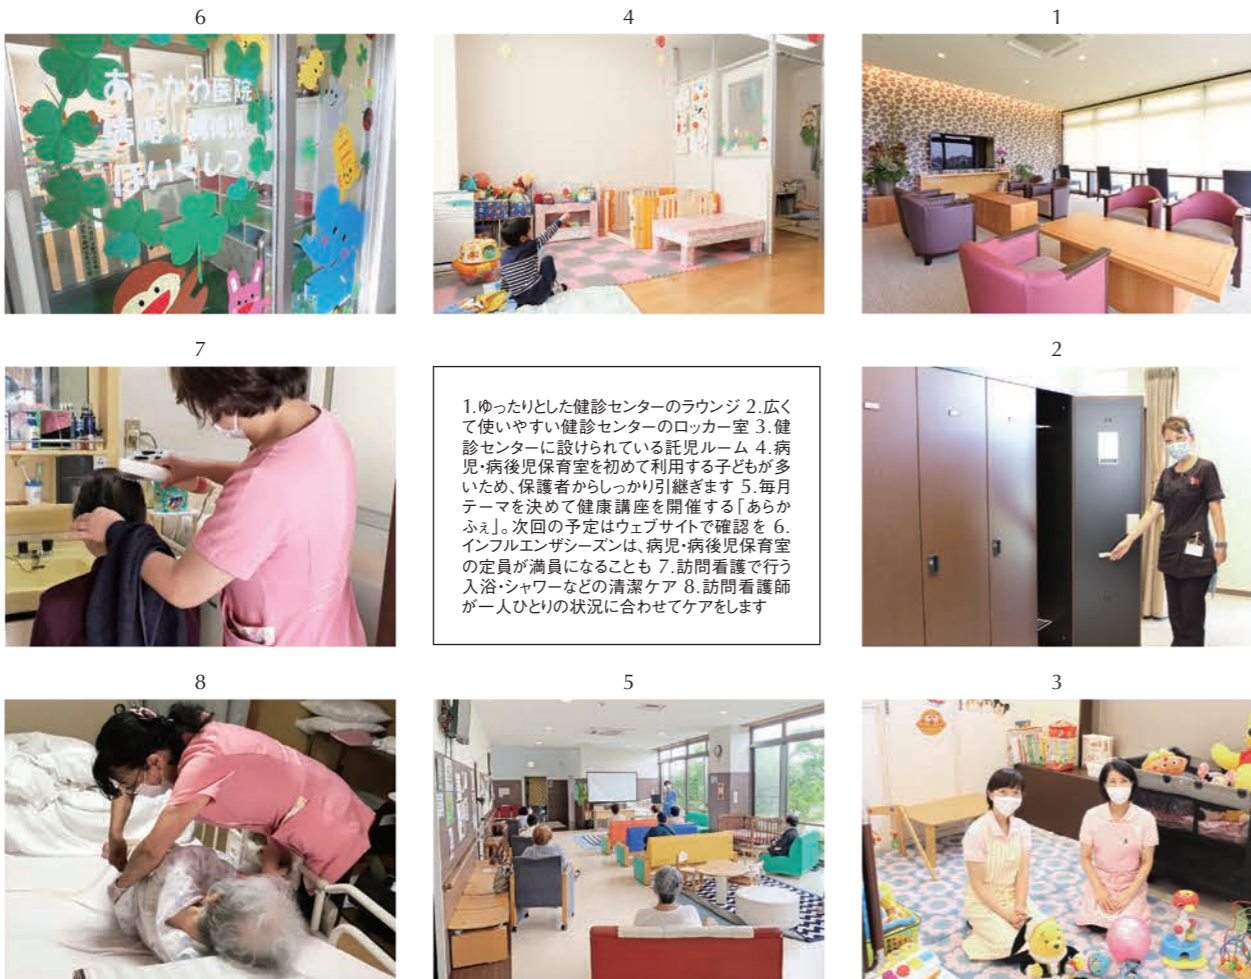 6
4
1
あらかわ医院
ほいくしつ
7
2
1.ゆったりとした健診センターのラウンジ 2.広く
て使いやすい健診センターのロッカー室 3.健
診センターに設けられている託児ルーム 4.病
児・病後児保育室を初めて利用する子どもが多
いため、保護者からしっかり引継ぎます 5.毎月
テーマを決めて健康講座を開催する「あらか
ふぇ」。次回の予定はウェブサイトで確認を 6.
インフルエンザシーズンは、病児・病後児保育室
の定員が満員になることも 7.訪問看護で行う
入浴・シャワーなどの清潔ケア 8.訪問看護師
が一人ひとりの状況に合わせてケアをします
8
5
3